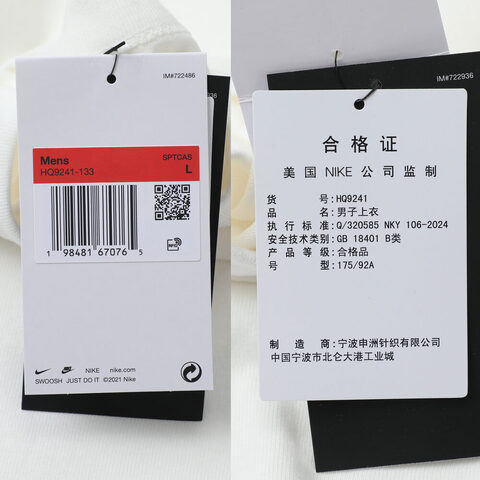 IM#722486
Mens
SPTCAS
HQ9241-133
L
1 98481 67076 5
NIKE
nike.com
SWOOSH JUST DO IT ©2021 Nike
IM#722936
合格证
美国 NIKE 公司监制
货号:HQ9241
品名:男子上衣
执行标准:Q/320585 NKY 106-2024
安全技术类别:GB 18401 B类
产品等级:合格品
号型:175/92A
制造商:宁波申洲针织有限公司
中国宁波市北仑大港工业城